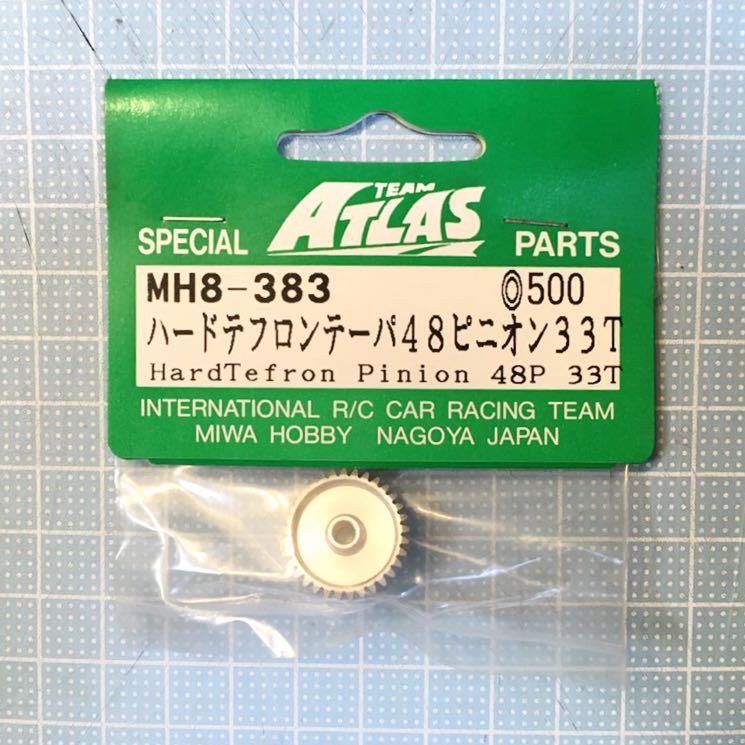 TEAM
ATLAS
SPECIAL PARTS
MH8-383 ◎500
ハードテフロンテーパ48ピニオン33T
HardTefron Pinion 48P 33T
INTERNATIONAL R/C CAR RACING TEAM
MIWA HOBBY NAGOYA JAPAN